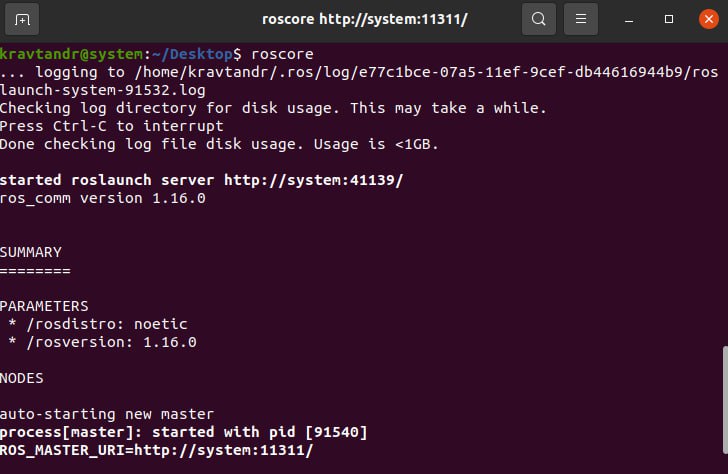 roscore http://system:11311/
kravtandr@system:~/Desktop$ roscore
... logging to /home/kravtandr/.ros/log/e77c1bce-07a5-11ef-9cef-db44616944b9/ros
launch-system-91532.log
Checking log directory for disk usage. This may take a while.
Press Ctrl-C to interrupt
Done checking log file disk usage. Usage is <1GB.
started roslaunch server http://system:41139/
ros_comm version 1.16.0
SUMMARY
========
PARAMETERS
 * /rosdistro: noetic
 * /rosversion: 1.16.0
NODES
auto-starting new master
process[master]: started with pid [91540]
ROS_MASTER_URI=http://system:11311/